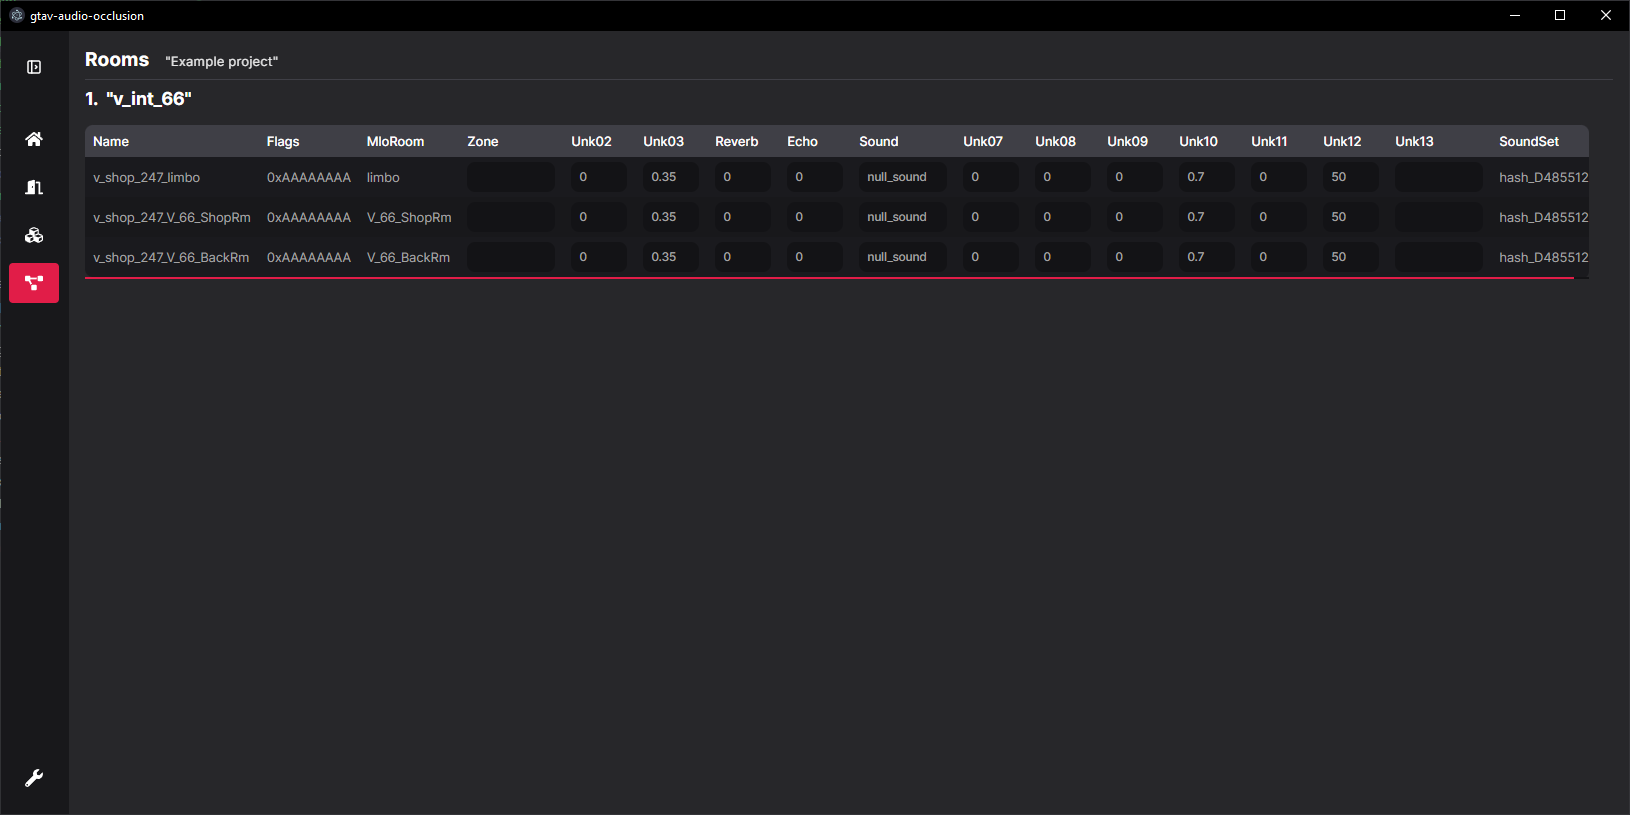 gtav-audio-occlusion
Rooms "Example project"
1. "v_int_66"
Name Flags MloRoom Zone Unk02 Unk03 Reverb Echo Sound Unk07 Unk08 Unk09 Unk10 Unk11 Unk12 Unk13 SoundSet
v_shop_247_limbo 0xAAAAAAAA limbo 0 0.35 0 0 null_sound 0 0 0 0.7 0 50 hash_D485512
v_shop_247_V_66_ShopRm 0xAAAAAAAA V_66_ShopRm 0 0.35 0 0 null_sound 0 0 0 0.7 0 50 hash_D485512
v_shop_247_V_66_BackRm 0xAAAAAAAA V_66_BackRm 0 0.35 0 0 null_sound 0 0 0 0.7 0 50 hash_D485512